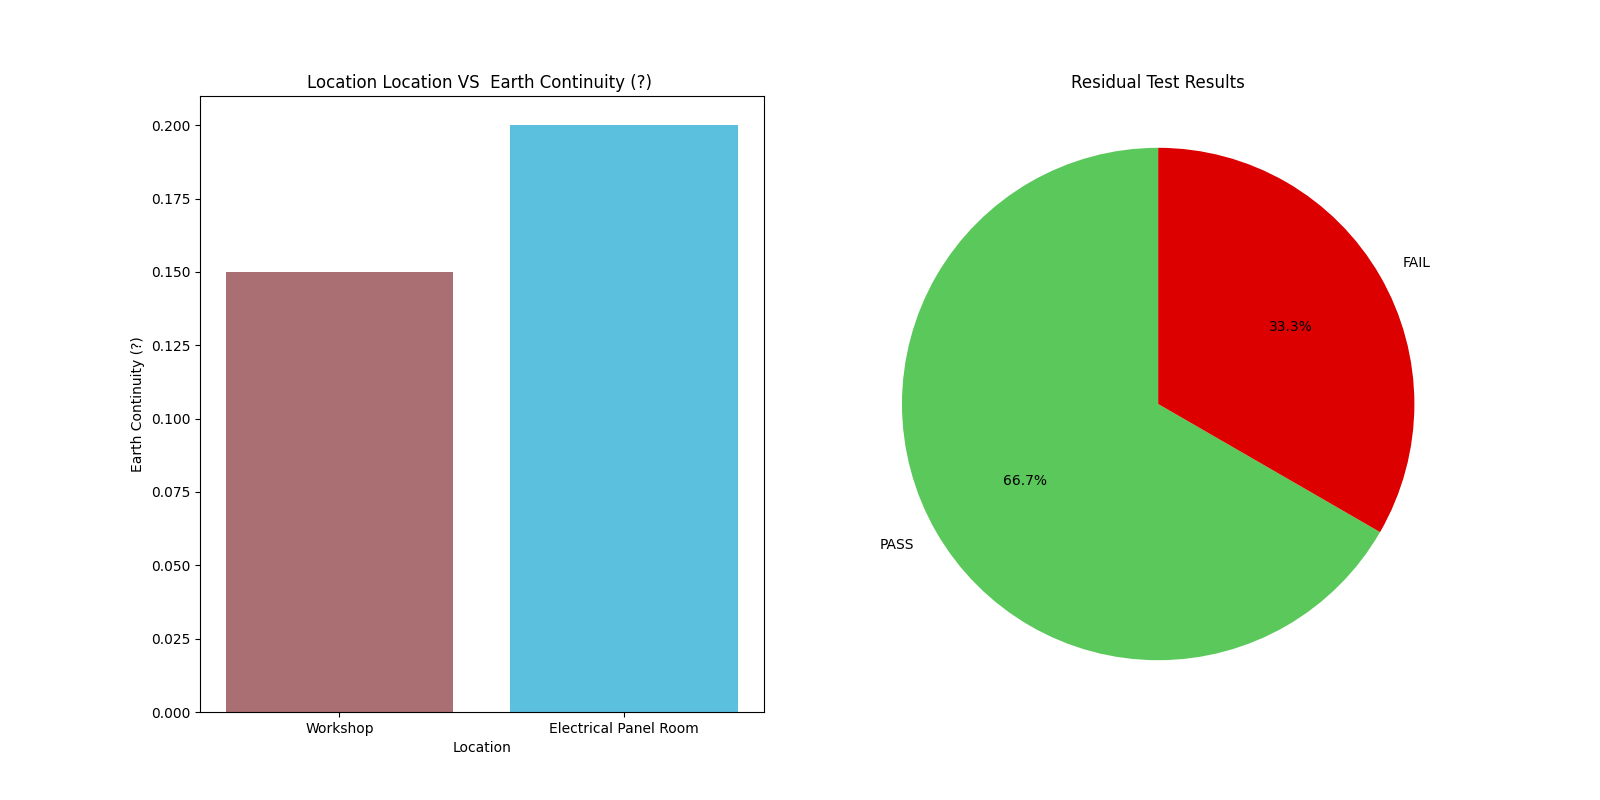 Location Location VS  Earth Continuity (?)
Earth Continuity (?)
0.200
0.175
0.150
0.125
0.100
0.075
0.050
0.025
0.000
Workshop
Electrical Panel Room
Location
Residual Test Results
FAIL
33.3%
66.7%
PASS